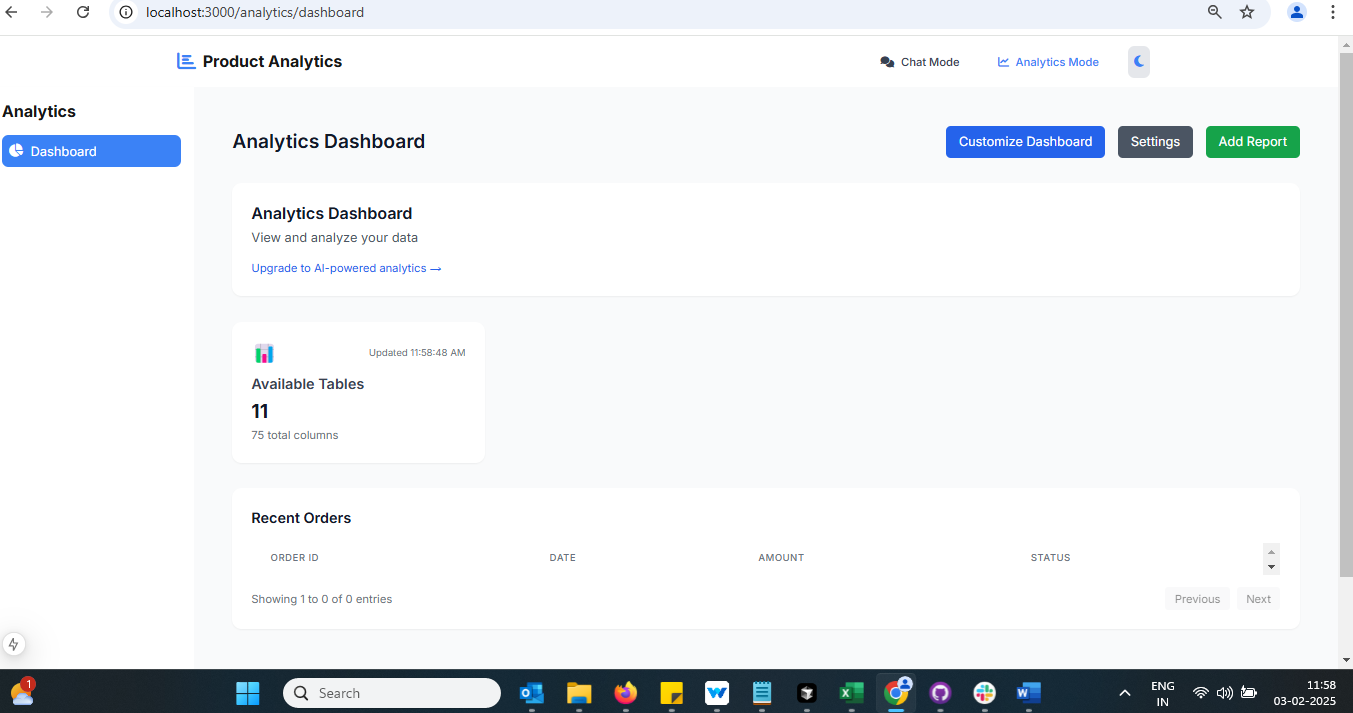 localhost:3000/analytics/dashboard
Product Analytics
Chat Mode
Analytics Mode
Analytics
Dashboard
Analytics Dashboard
Customize Dashboard
Settings
Add Report
Analytics Dashboard
View and analyze your data
Upgrade to AI-powered analytics →
Updated 11:58:48 AM
Available Tables
11
75 total columns
Recent Orders
ORDER ID DATE AMOUNT STATUS
Showing 1 to 0 of 0 entries
Previous Next
1
Search
ENG
IN
11:58
03-02-2025